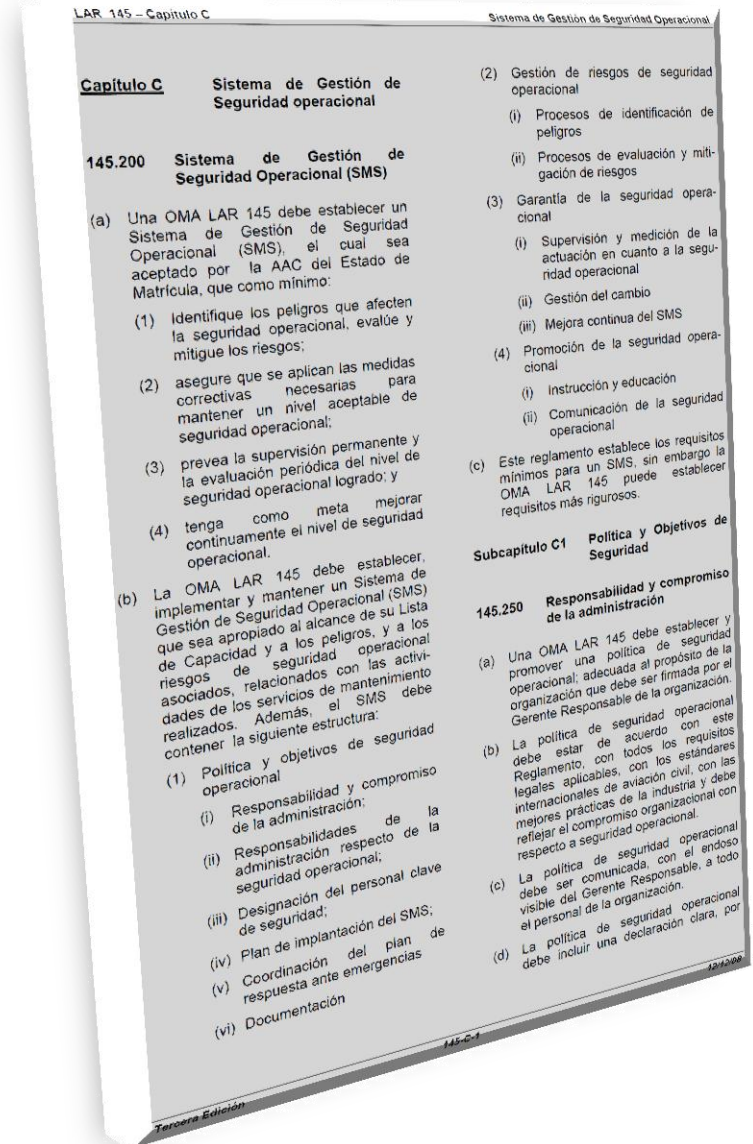 LAR 145 – Capítulo C
Sistema de Gestión de Seguridad Operacional
Capítulo C Sistema de Gestión de
Seguridad operacional
145.200 Sistema de Gestión de
Seguridad Operacional (SMS)
(a) Una OMA LAR 145 debe establecer un
Sistema de Gestión de Seguridad
Operacional (SMS), el cual sea
aceptado por la AAC del Estado de
Matrícula, que como mínimo:
(1) Identifique los peligros que afecten
la seguridad operacional, evalúe y
mitigue los riesgos;
(2) asegure que se aplican las medidas
correctivas necesarias para
mantener un nivel aceptable de
seguridad operacional;
(3) prevea la supervisión permanente y
la evaluación periódica del nivel de
seguridad operacional logrado; y
(4) tenga como meta mejorar
continuamente el nivel de seguridad
operacional.
(b) La OMA LAR 145 debe establecer,
implementar y mantener un Sistema de
Gestión de Seguridad Operacional (SMS)
que sea apropiado al alcance de su Lista
de Capacidad y a los peligros, y a los
riesgos de seguridad operacional
asociados, relacionados con las activi-
dades de los servicios de mantenimiento
realizados. Además, el SMS debe
contener la siguiente estructura:
(1) Política y objetivos de seguridad
operacional
(i) Responsabilidad y compromiso
de la administración;
(ii) Responsabilidades de la
administración respecto de la
seguridad operacional;
(iii) Designación del personal clave
de seguridad;
(iv) Plan de implantación del SMS;
(v) Coordinación del plan de
respuesta ante emergencias
(vi) Documentación
(2) Gestión de riesgos de seguridad
operacional
(i) Procesos de identificación de
peligros
(ii) Procesos de evaluación y miti-
gación de riesgos
(3) Garantía de la seguridad opera-
cional
(i) Supervisión y medición de la
actuación en cuanto a la segu-
ridad operacional
(ii) Gestión del cambio
(iii) Mejora continua del SMS
(4) Promoción de la seguridad opera-
cional
(i) Instrucción y educación
(ii) Comunicación de la seguridad
operacional
(c) Este reglamento establece los requisitos
mínimos para un SMS, sin embargo la
OMA LAR 145 puede establecer
requisitos más rigurosos.
Subcapítulo C1 Política y Objetivos de
Seguridad
145.250 Responsabilidad y compromiso
de la administración
(a) Una OMA LAR 145 debe establecer y
promover una política de seguridad
operacional; adecuada al propósito de la
organización que debe ser firmada por el
Gerente Responsable de la organización.
(b) La política de seguridad operacional
debe estar de acuerdo con este
Reglamento, con todos los requisitos
legales aplicables, con los estándares
internacionales de aviación civil, con las
mejores prácticas de la industria y debe
reflejar el compromiso organizacional con
respecto a seguridad operacional.
(c) La política de seguridad operacional
debe ser comunicada, con el endoso
visible del Gerente Responsable, a todo
el personal de la organización.
(d) La política de seguridad operacional
debe incluir una declaración clara, por
Tercera Edición
145-C-1
12/12/08